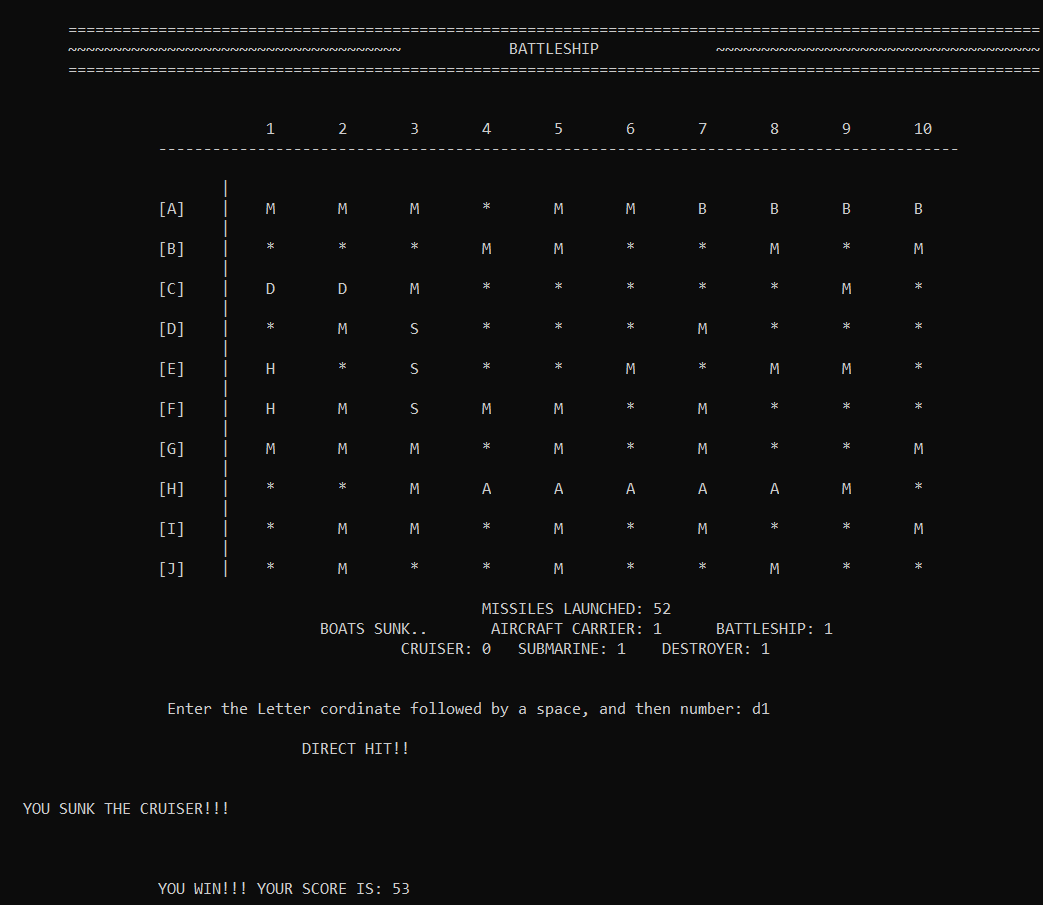 ============================================================================================================
~~~~~~~~~~~~~~~~~~~~~~~~~~~~~~~~~~~~~ BATTLESHIP ~~~~~~~~~~~~~~~~~~~~~~~~~~~~~~~~~~~~
============================================================================================================
1 2 3 4 5 6 7 8 9 10
-----------------------------------------------------------------------------------------
|
[A] | M M M * M M B B B B
|
[B] | * * * M M * * M * M
|
[C] | D D M * * * * * M *
|
[D] | * M S * * * M * * *
|
[E] | H * S * * M * M M *
|
[F] | H M S M M * M * * *
|
[G] | M M M * M * M * * M
|
[H] | * * M A A A A A M *
|
[I] | * M M * M * M * * M
|
[J] | * M * * M * * M * *
MISSILES LAUNCHED: 52
BOATS SUNK.. AIRCRAFT CARRIER: 1 BATTLESHIP: 1
CRUISER: 0 SUBMARINE: 1 DESTROYER: 1
Enter the Letter cordinate followed by a space, and then number: d1
DIRECT HIT!!
YOU SUNK THE CRUISER!!!
YOU WIN!!! YOUR SCORE IS: 53